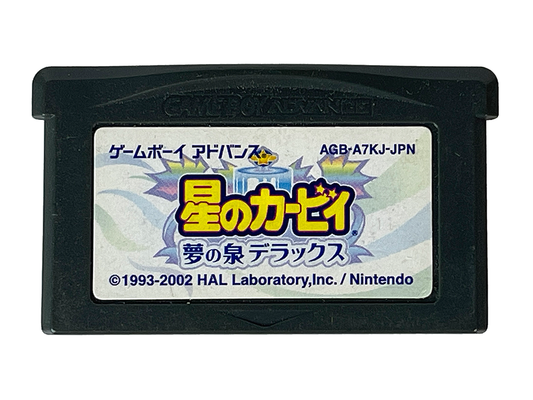 GAME BOY ADVANCE
ゲームボーイ アドバンス
AGB-A7KJ-JPN
星のカービィ®
夢の泉デラックス
©1993-2002 HAL Laboratory,Inc. / Nintendo